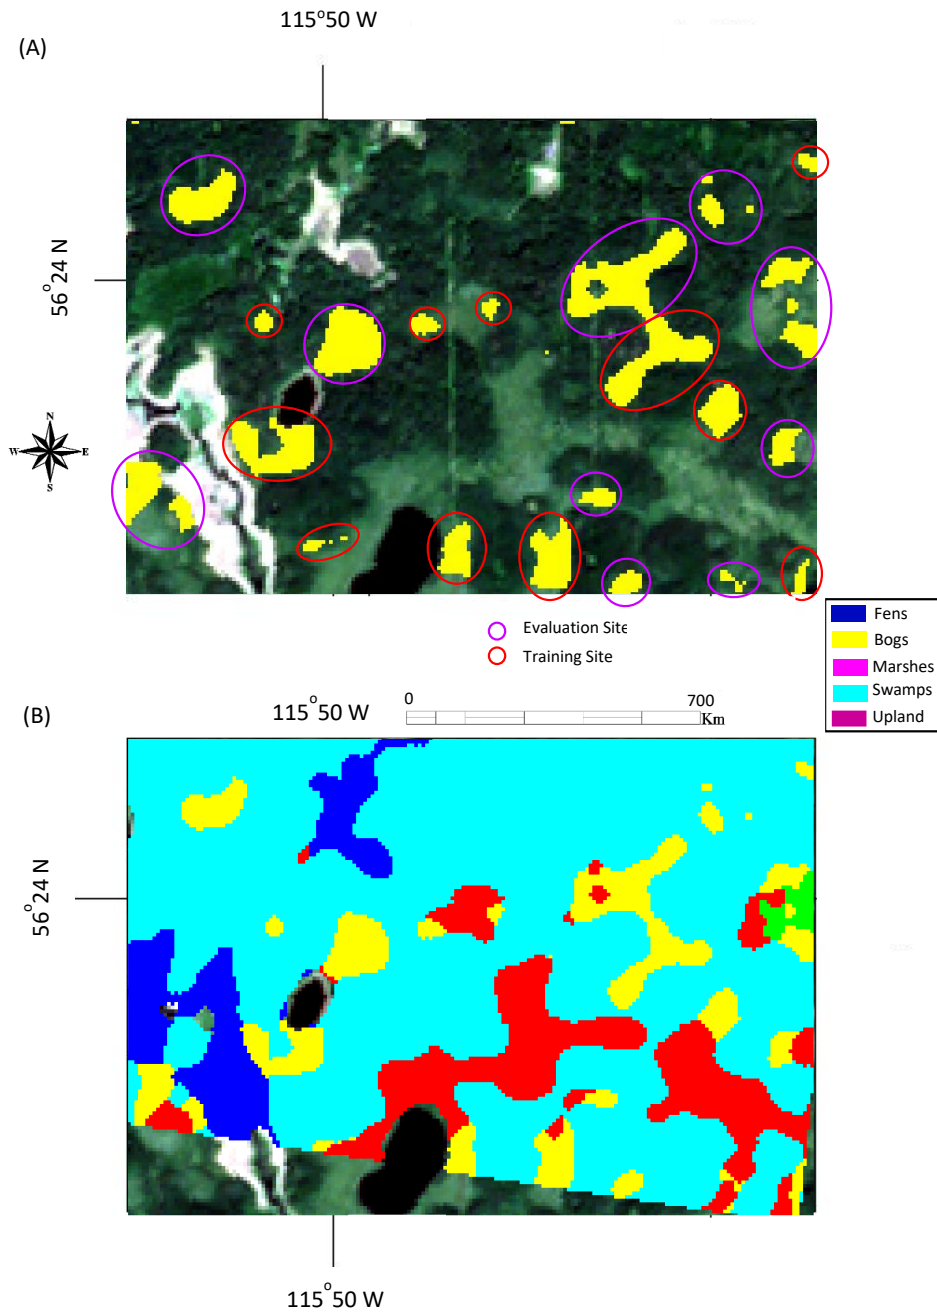 115°50 W
(A)
56°24 N
N
W E
S
Evaluation Site
Training Site
Fens
Bogs
Marshes
Swamps
Upland
(B)
115°50 W
0 700
Km
56°24 N
115°50 W